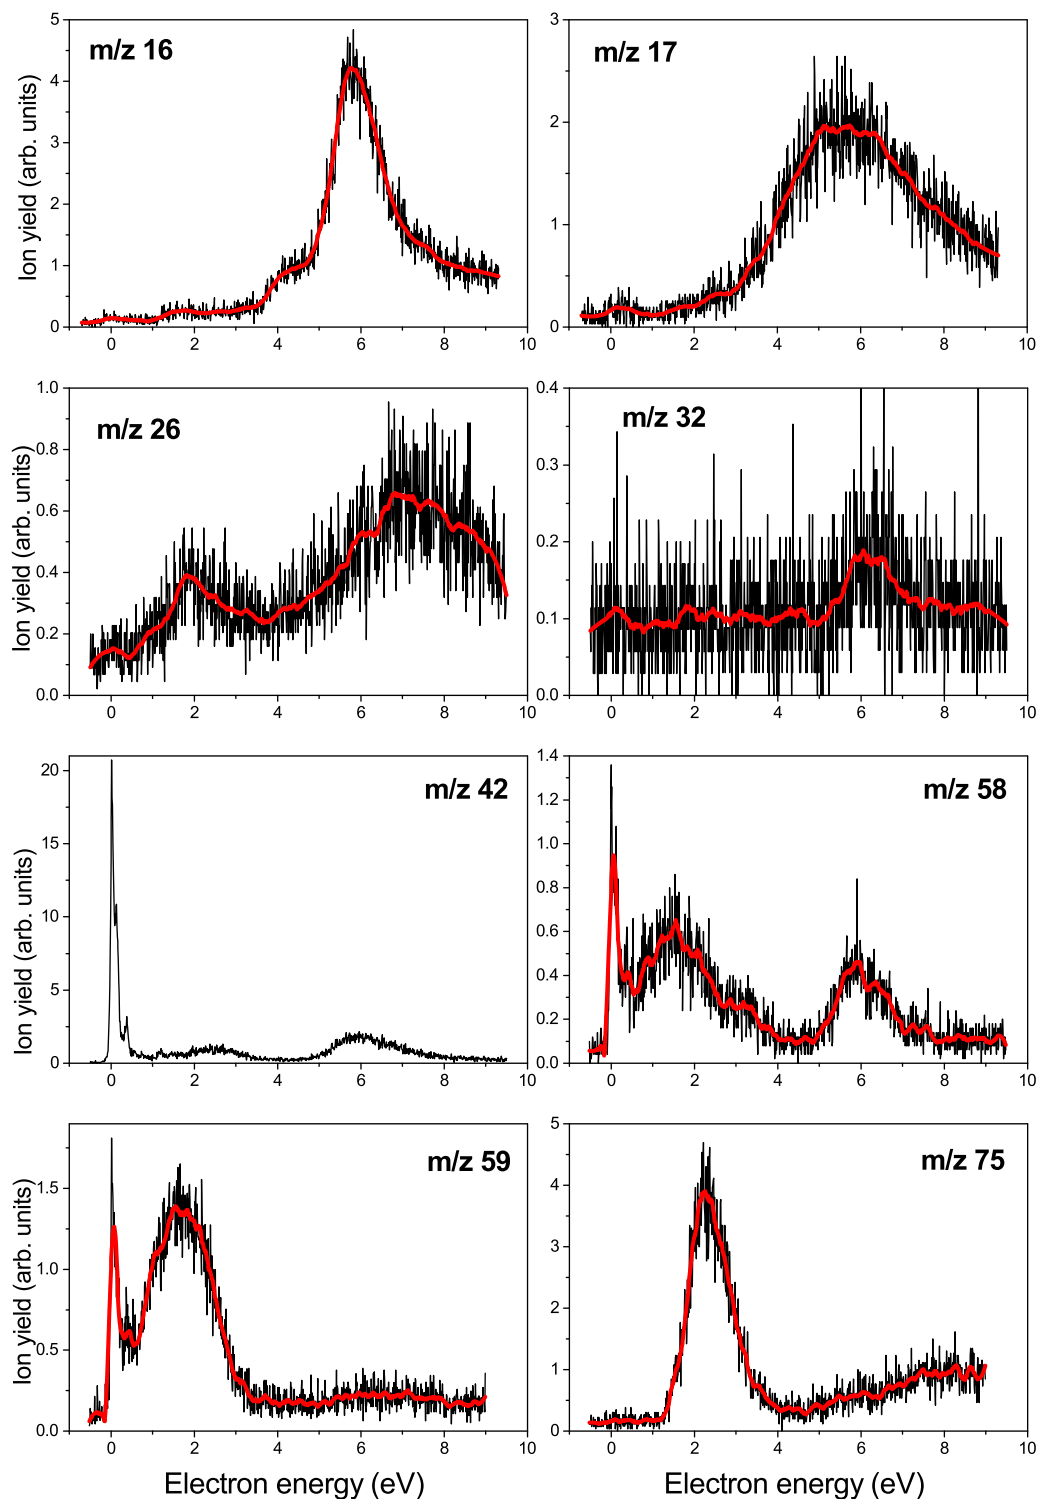 m/z 16
Ion yield (arb. units)
5
4
3
2
1
0
0 2 4 6 8 10
m/z 17
3
2
1
0
0 2 4 6 8 10
m/z 26
Ion yield (arb. units)
1.0
0.8
0.6
0.4
0.2
0.0
0 2 4 6 8 10
m/z 32
0.4
0.3
0.2
0.1
0.0
0 2 4 6 8 10
m/z 42
Ion yield (arb. units)
20
15
10
5
0
0 2 4 6 8 10
m/z 58
1.4
1.2
1.0
0.8
0.6
0.4
0.2
0.0
0 2 4 6 8 10
m/z 59
Ion yield (arb. units)
1.5
1.0
0.5
0.0
0 2 4 6 8 10
Electron energy (eV)
m/z 75
5
4
3
2
1
0
0 2 4 6 8 10
Electron energy (eV)